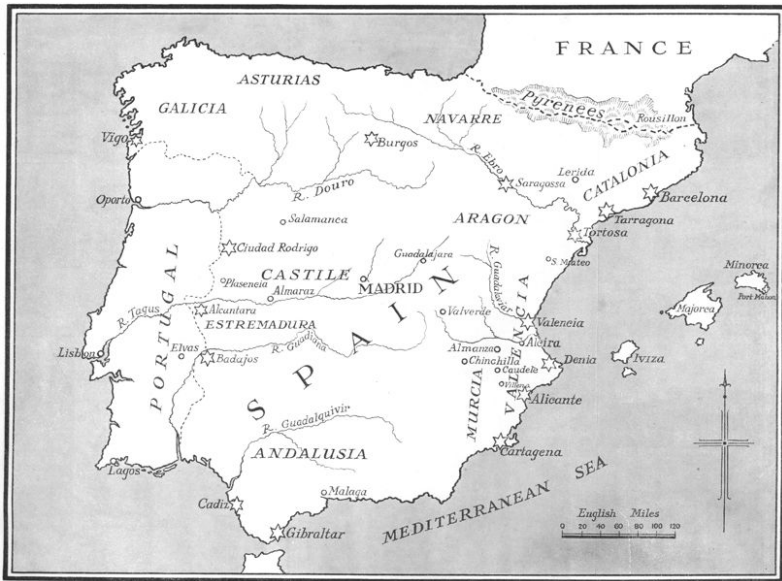 FRANCE
ASTURIAS
GALICIA
Pyrenees
Rousillon
NAVARRE
Vigo
Burgos
R. Ebro
Saragossa
Lerida
CATALONIA
Barcelona
Oporto
R. Douro
Tarragona
Salamanca
ARAGON
Tortosa
Ciudad Rodrigo
Guadalajara
S. Mateo
Minorca
Port Mahon
CASTILE
MADRID
R. Guadalaviar
Plasencia
Almaraz
Majorca
PORTUGAL
SPAIN
R. Tagus
Alcantara
Valverde
VALENCIA
Valencia
ESTREMADURA
Alcira
Lisbon
Elvas
Badajos
R. Guadiana
Almanza
Chinchilla
Caudete
Denia
Iviza
Villena
Alicante
MURCIA
R. Guadalquivir
ANDALUSIA
Cartagena
Lagos
Cadiz
Malaga
Gibraltar
MEDITERRANEAN SEA
English Miles
0 20 40 60 80 100 120